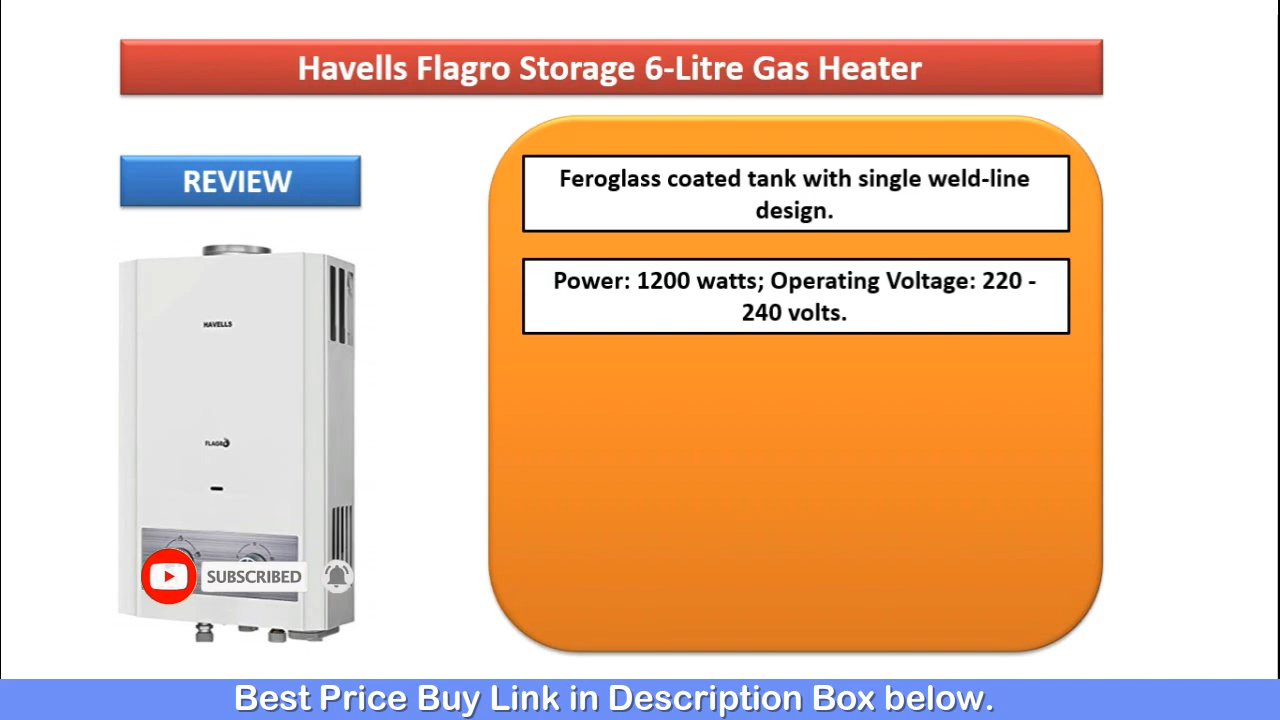 Havells Flagro Storage 6-Litre Gas Heater
REVIEW
Feroglass coated tank with single weld-line
design.
Power: 1200 watts; Operating Voltage: 220 -
240 volts.
HAVELLS
FLAGRO
SUBSCRIBED
Best Price Buy Link in Description Box below.